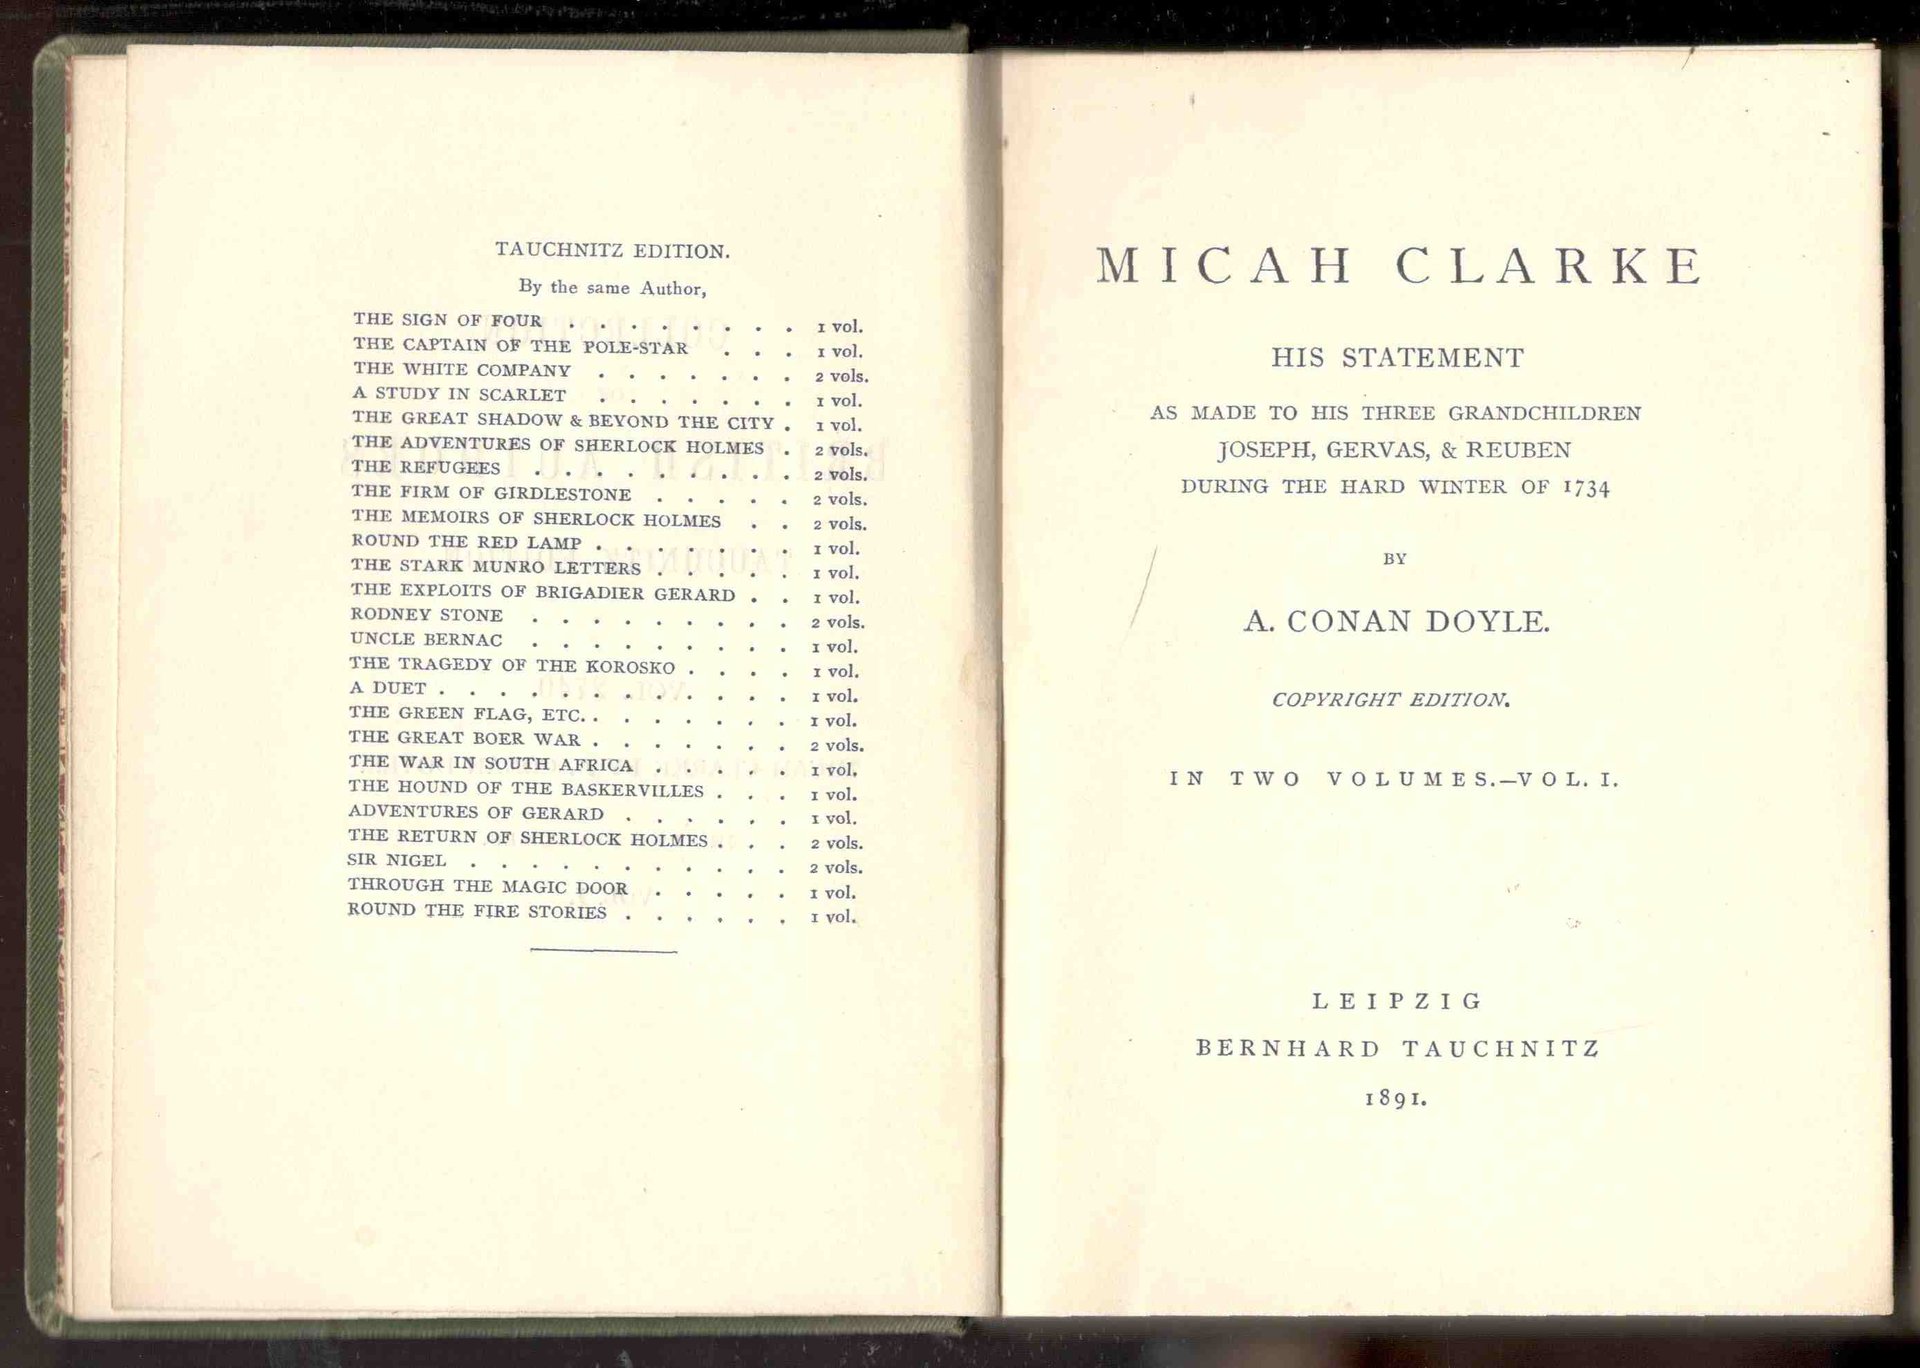 TAUCHNITZ EDITION.
By the same Author,
THE SIGN OF FOUR . . . . . . . . 1 vol.
THE CAPTAIN OF THE POLE-STAR . . . 1 vol.
THE WHITE COMPANY . . . . . . . 2 vols.
A STUDY IN SCARLET . . . . . . . 1 vol.
THE GREAT SHADOW & BEYOND THE CITY . 1 vol.
THE ADVENTURES OF SHERLOCK HOLMES . 2 vols.
THE REFUGEES . . . . . . . . . 2 vols.
THE FIRM OF GIRDLESTONE . . . . . 2 vols.
THE MEMOIRS OF SHERLOCK HOLMES . . 2 vols.
ROUND THE RED LAMP . . . . . . . 1 vol.
THE STARK MUNRO LETTERS . . . . . 1 vol.
THE EXPLOITS OF BRIGADIER GERARD . . 1 vol.
RODNEY STONE . . . . . . . . . 2 vols.
UNCLE BERNAC . . . . . . . . . 1 vol.
THE TRAGEDY OF THE KOROSKO . . . . 1 vol.
A DUET . . . . . . . . . . . . 1 vol.
THE GREEN FLAG, ETC. . . . . . . . 1 vol.
THE GREAT BOER WAR . . . . . . . 2 vols.
THE WAR IN SOUTH AFRICA . . . . . 1 vol.
THE HOUND OF THE BASKERVILLES . . . 1 vol.
ADVENTURES OF GERARD . . . . . . 1 vol.
THE RETURN OF SHERLOCK HOLMES . . . 2 vols.
SIR NIGEL . . . . . . . . . . . 2 vols.
THROUGH THE MAGIC DOOR . . . . . 1 vol.
ROUND THE FIRE STORIES . . . . . . 1 vol.
MICAH CLARKE
HIS STATEMENT
AS MADE TO HIS THREE GRANDCHILDREN
JOSEPH, GERVAS, & REUBEN
DURING THE HARD WINTER OF 1734
BY
A. CONAN DOYLE.
COPYRIGHT EDITION.
IN TWO VOLUMES.—VOL. I.
LEIPZIG
BERNHARD TAUCHNITZ
1891.